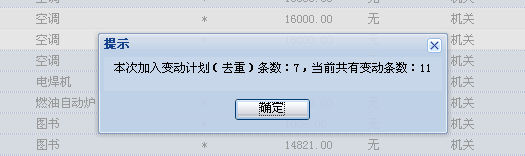 空调 * 16000.00 无 机关
空调
提示
空调 机关
本次加入变动计划(去重)条数:7,当前共有变动条数:11
空调 机关
电焊机 机关
燃油自动炉 机关
确定
图书 机关
图书 * 14821.00 无 机关